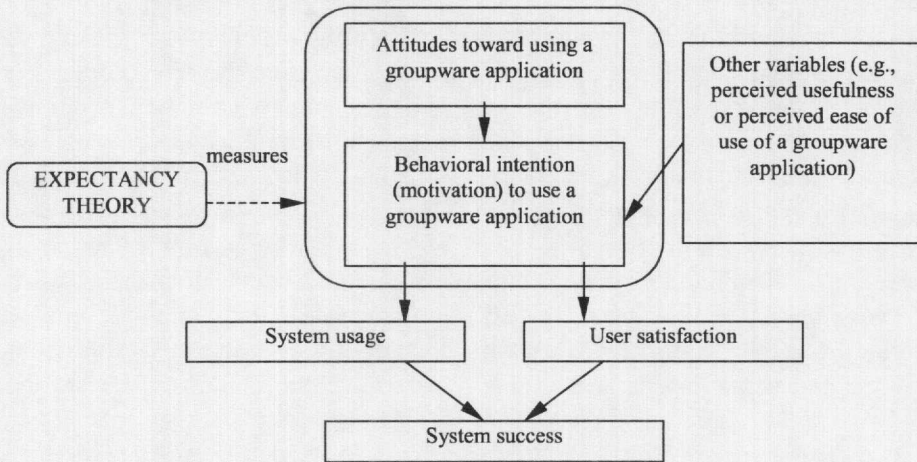 Attitudes toward using a
groupware application
Other variables (e.g.,
perceived usefulness
or perceived ease of
use of a groupware
application)
measures
EXPECTANCY
THEORY
Behavioral intention
(motivation) to use a
groupware application
System usage
User satisfaction
System success